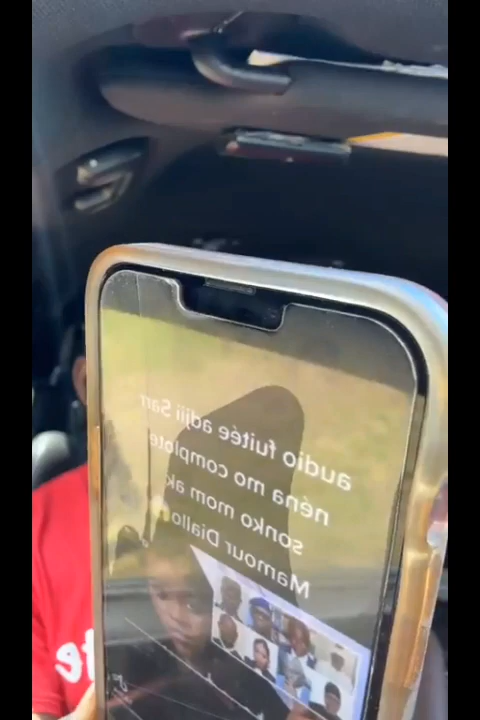 audio fuitée adjii Sarr
néna mo complote
sonko mom ak
Mamour Diallo